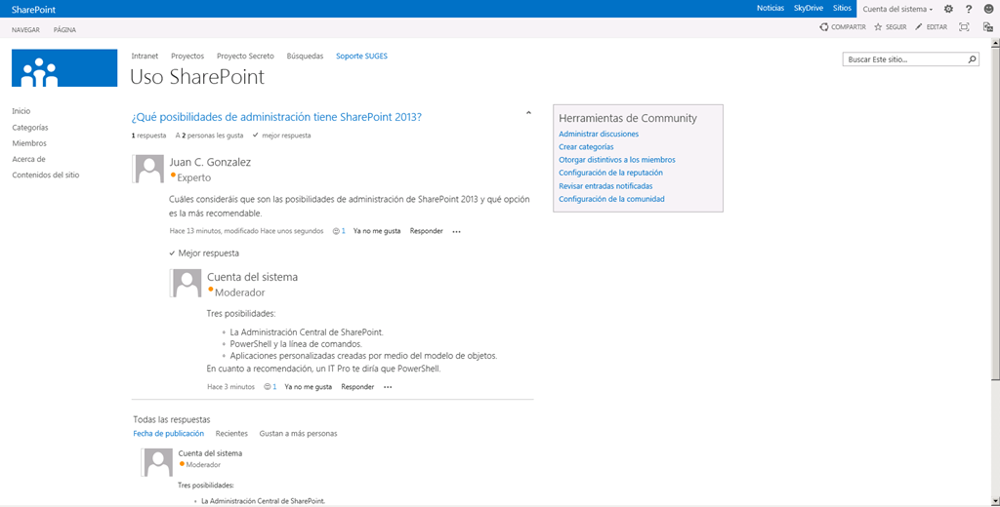 SharePoint
Noticias SkyDrive Sitios Cuenta del sistema ?
NAVEGAR PÁGINA
COMPARTIR SEGUIR EDITAR
Intranet Proyectos Proyecto Secreto Búsquedas Soporte SUGES
Uso SharePoint
Buscar Este sitio...
Inicio
Categorías
Miembros
Acerca de
Contenidos del sitio
¿Qué posibilidades de administración tiene SharePoint 2013?
1 respuesta A 2 personas les gusta mejor respuesta
Juan C. Gonzalez
Experto
Cuáles consideráis que son las posibilidades de administración de SharePoint 2013 y qué opción
es la más recomendable.
Hace 13 minutos, modificado Hace unos segundos 1 Ya no me gusta Responder ...
Mejor respuesta
Cuenta del sistema
Moderador
Tres posibilidades:
La Administración Central de SharePoint.
PowerShell y la línea de comandos.
Aplicaciones personalizadas creadas por medio del modelo de objetos.
En cuanto a recomendación, un IT Pro te diría que PowerShell.
Hace 3 minutos 1 Ya no me gusta Responder ...
Todas las respuestas
Fecha de publicación Recientes Gustan a más personas
Cuenta del sistema
Moderador
Tres posibilidades:
La Administración Central de SharePoint.
Herramientas de Community
Administrar discusiones
Crear categorías
Otorgar distintivos a los miembros
Configuración de la reputación
Revisar entradas notificadas
Configuración de la comunidad